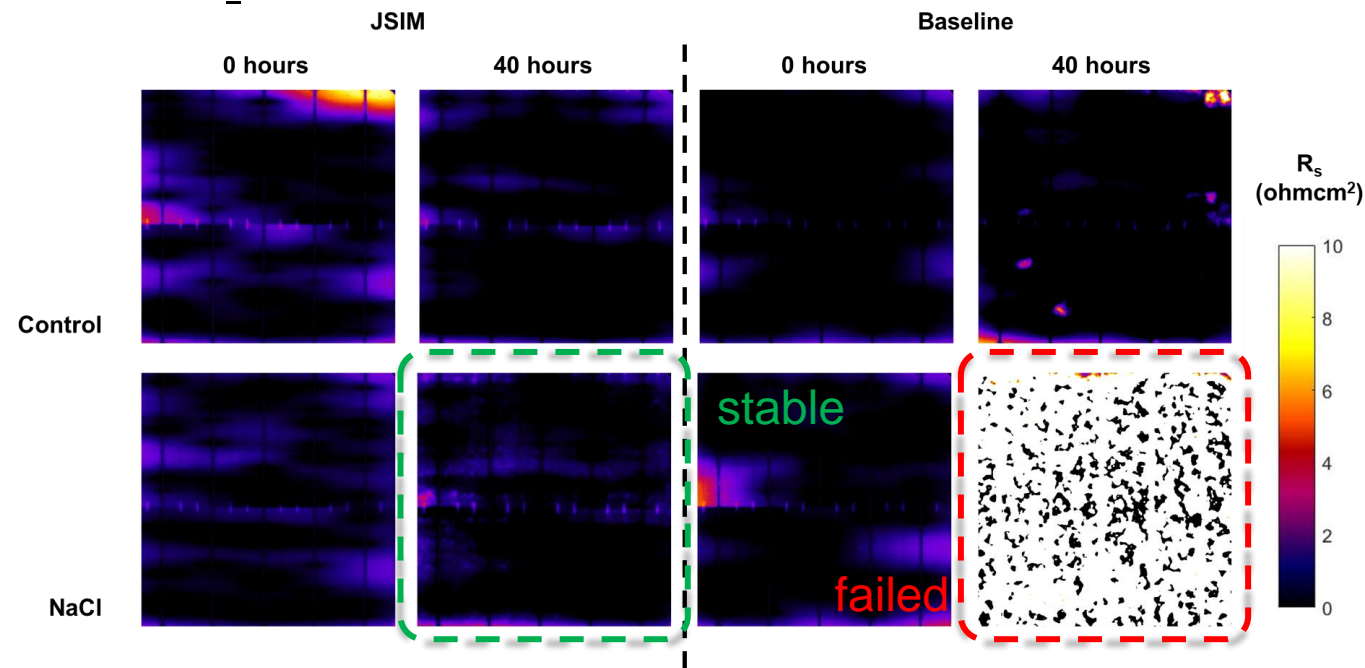 JSIM
Baseline
0 hours
40 hours
0 hours
40 hours
Rs
(ohmcm²)
10
8
6
4
2
0
Control
NaCl
stable
failed